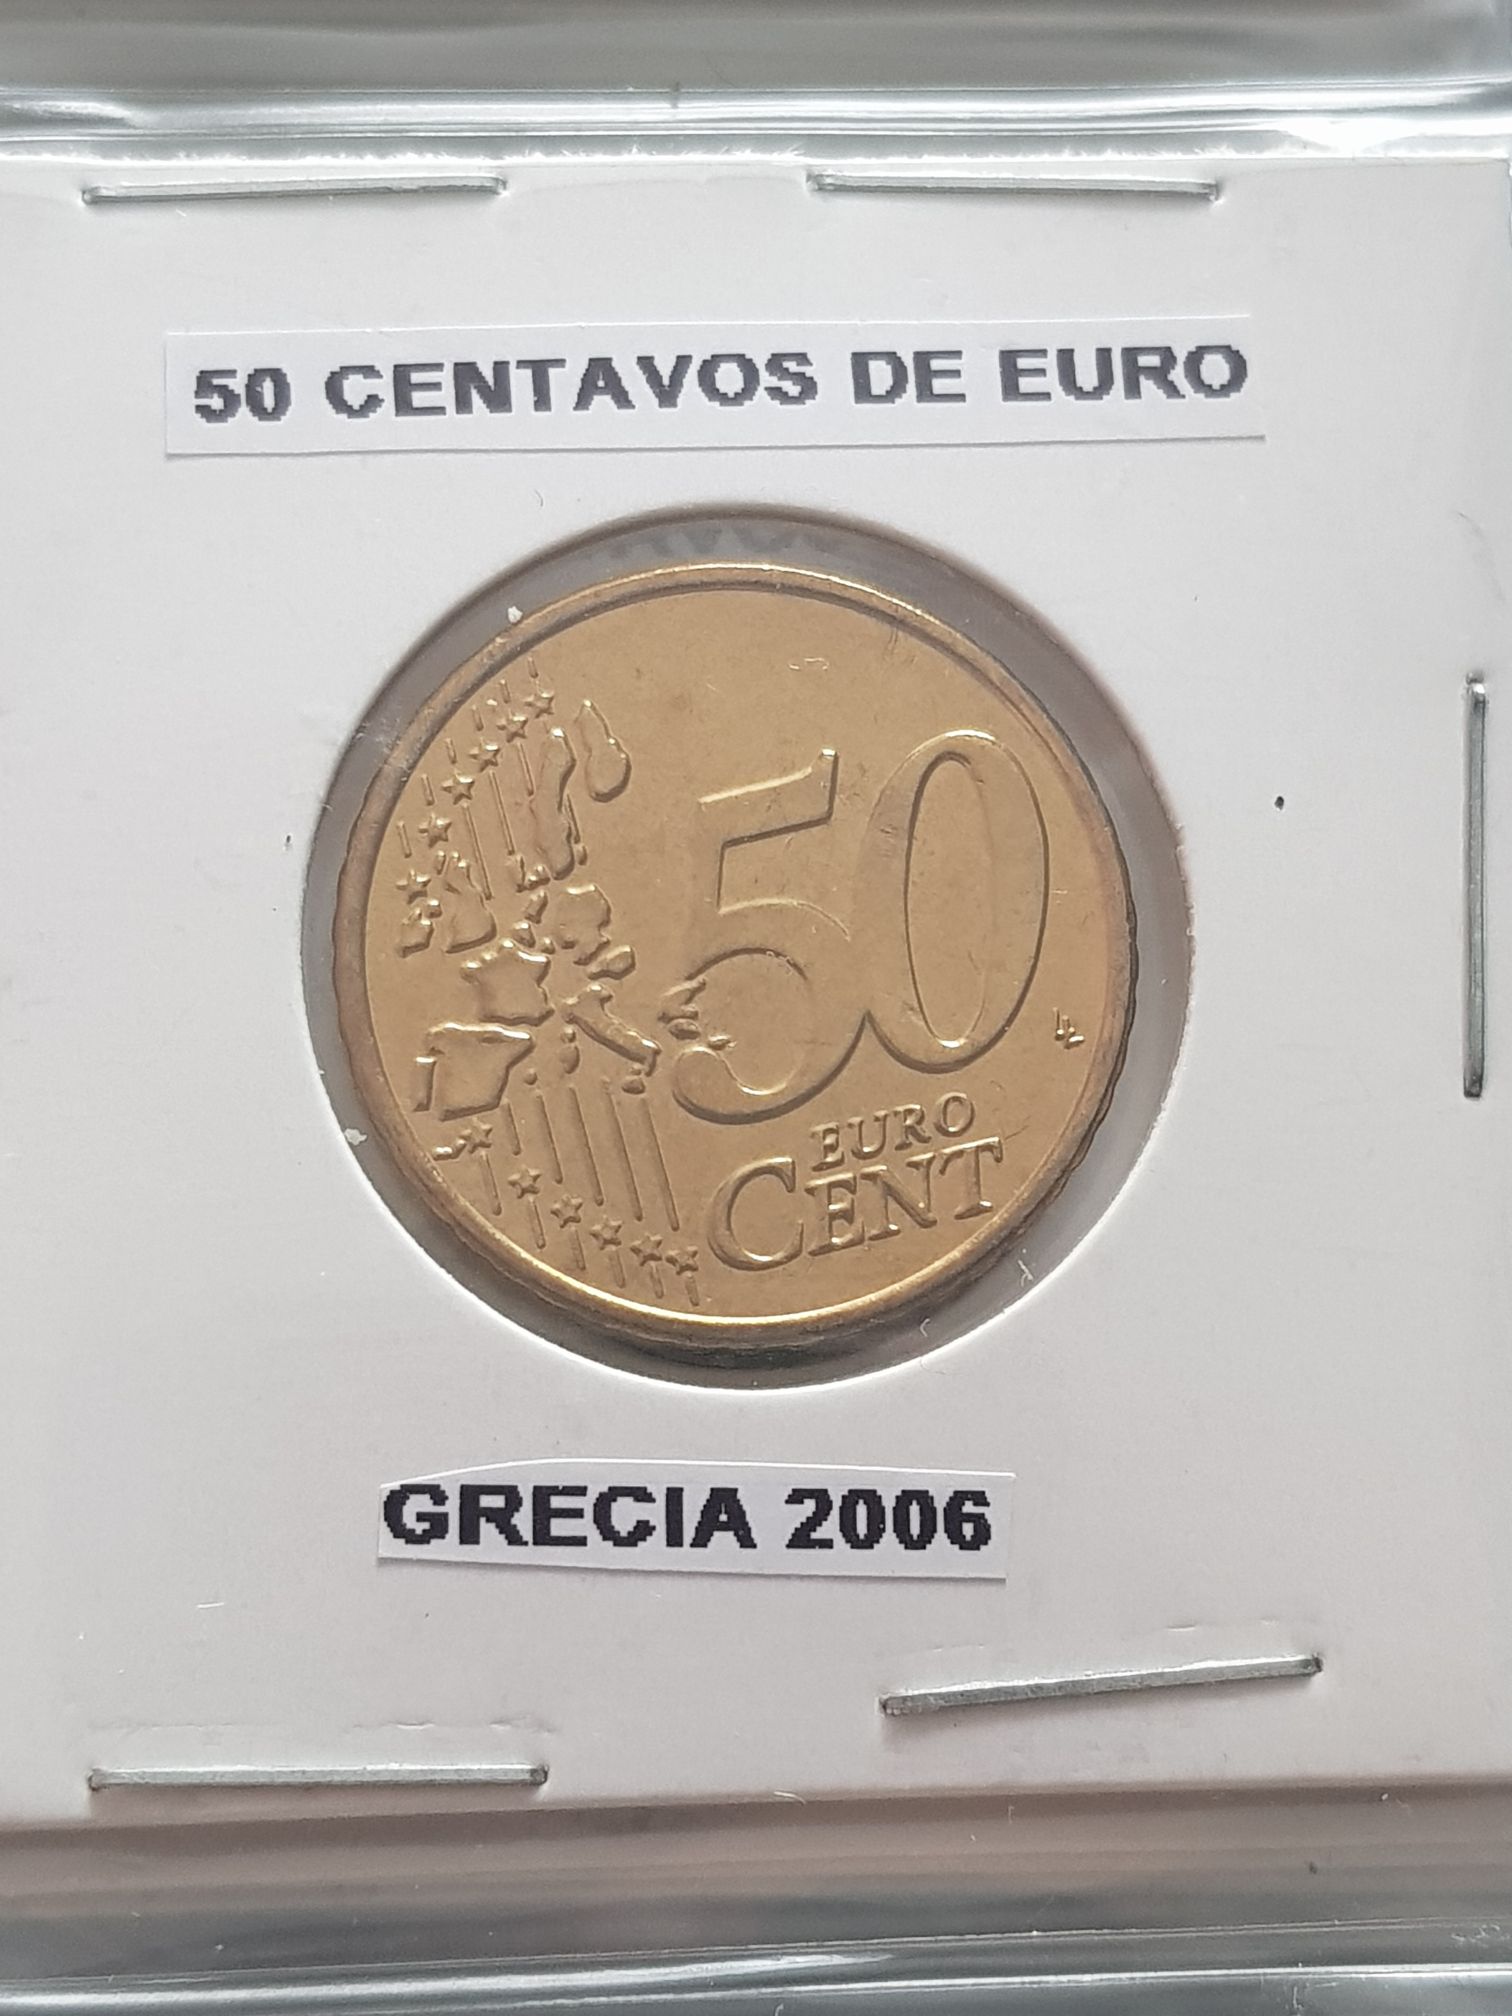 50 CENTAVOS DE EURO
50
EURO
CENT
GRECIA 2006